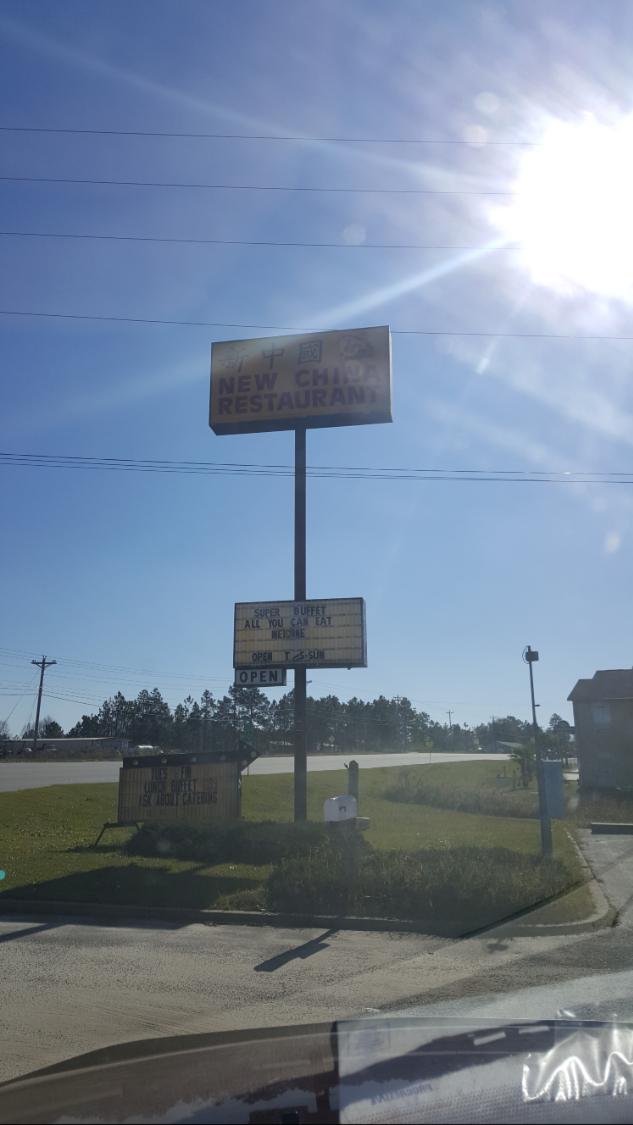 新中國
NEW CHINA
RESTAURANT
SUPER BUFFET
ALL YOU CAN EAT
WELCOME
OPEN T S-SUN
OPEN
LUNCH BUFFET
ASK ABOUT CATERING